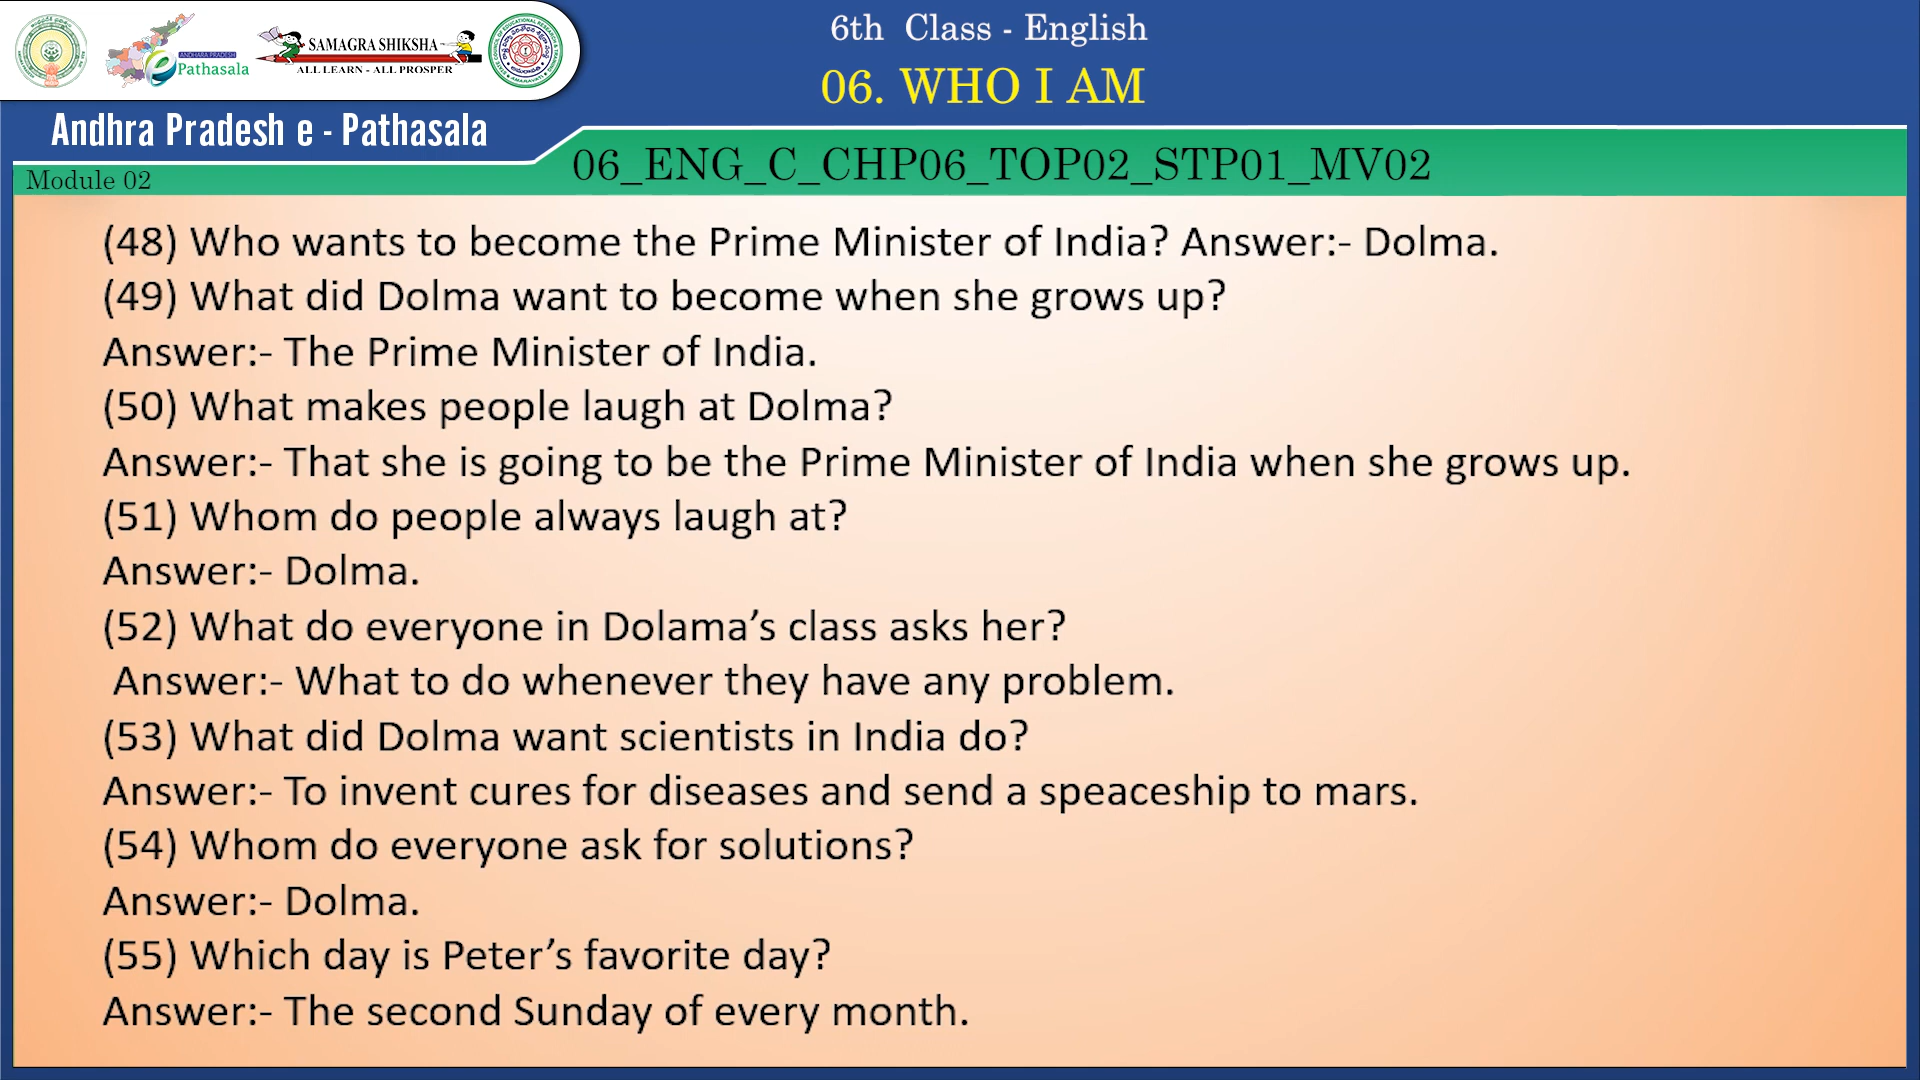 ANDHRA PRADESH
e Pathasala
SAMAGRA SHIKSHA
ALL LEARN - ALL PROSPER
Andhra Pradesh e - Pathasala
6th Class - English
06. WHO I AM
06_ENG_C_CHP06_TOP02_STP01_MV02
Module 02
(48) Who wants to become the Prime Minister of India? Answer:- Dolma.
(49) What did Dolma want to become when she grows up?
Answer:- The Prime Minister of India.
(50) What makes people laugh at Dolma?
Answer:- That she is going to be the Prime Minister of India when she grows up.
(51) Whom do people always laugh at?
Answer:- Dolma.
(52) What do everyone in Dolama’s class asks her?
Answer:- What to do whenever they have any problem.
(53) What did Dolma want scientists in India do?
Answer:- To invent cures for diseases and send a speaceship to mars.
(54) Whom do everyone ask for solutions?
Answer:- Dolma.
(55) Which day is Peter’s favorite day?
Answer:- The second Sunday of every month.